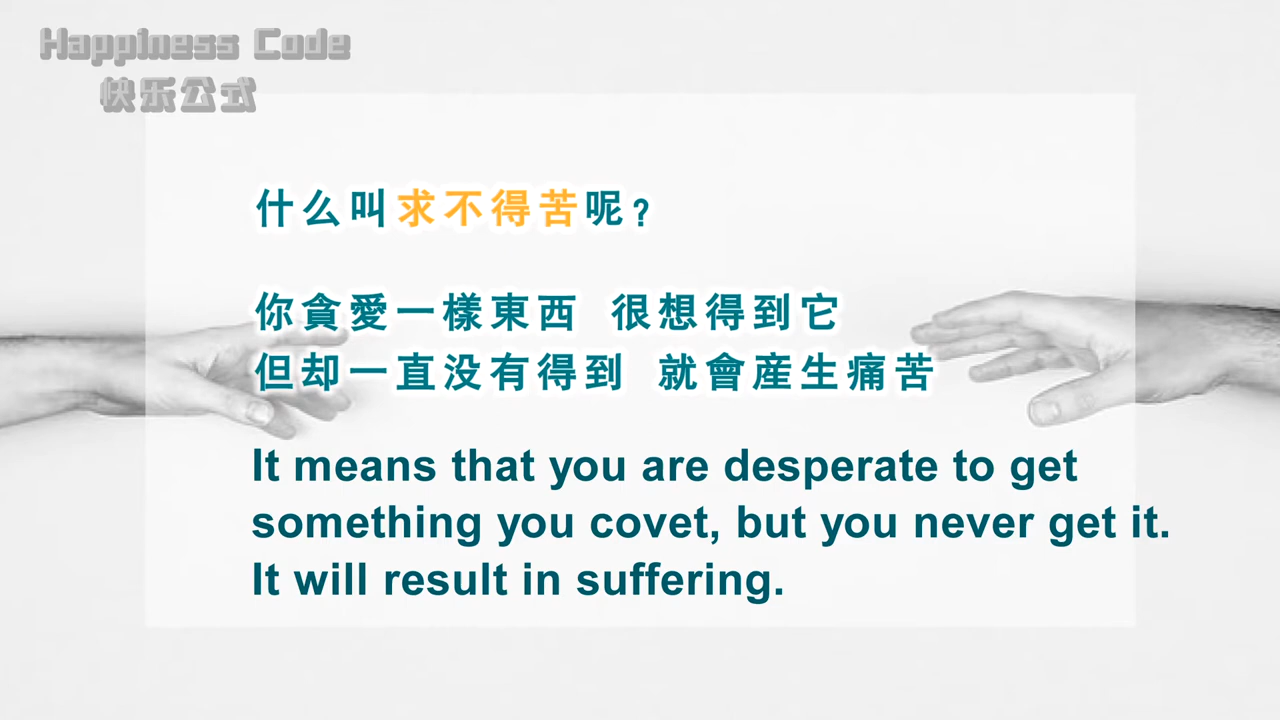 Happiness Code
快乐公式
什么叫求不得苦呢?
你貪愛一樣東西 很想得到它
但却一直没有得到 就會産生痛苦
It means that you are desperate to get
something you covet, but you never get it.
It will result in suffering.